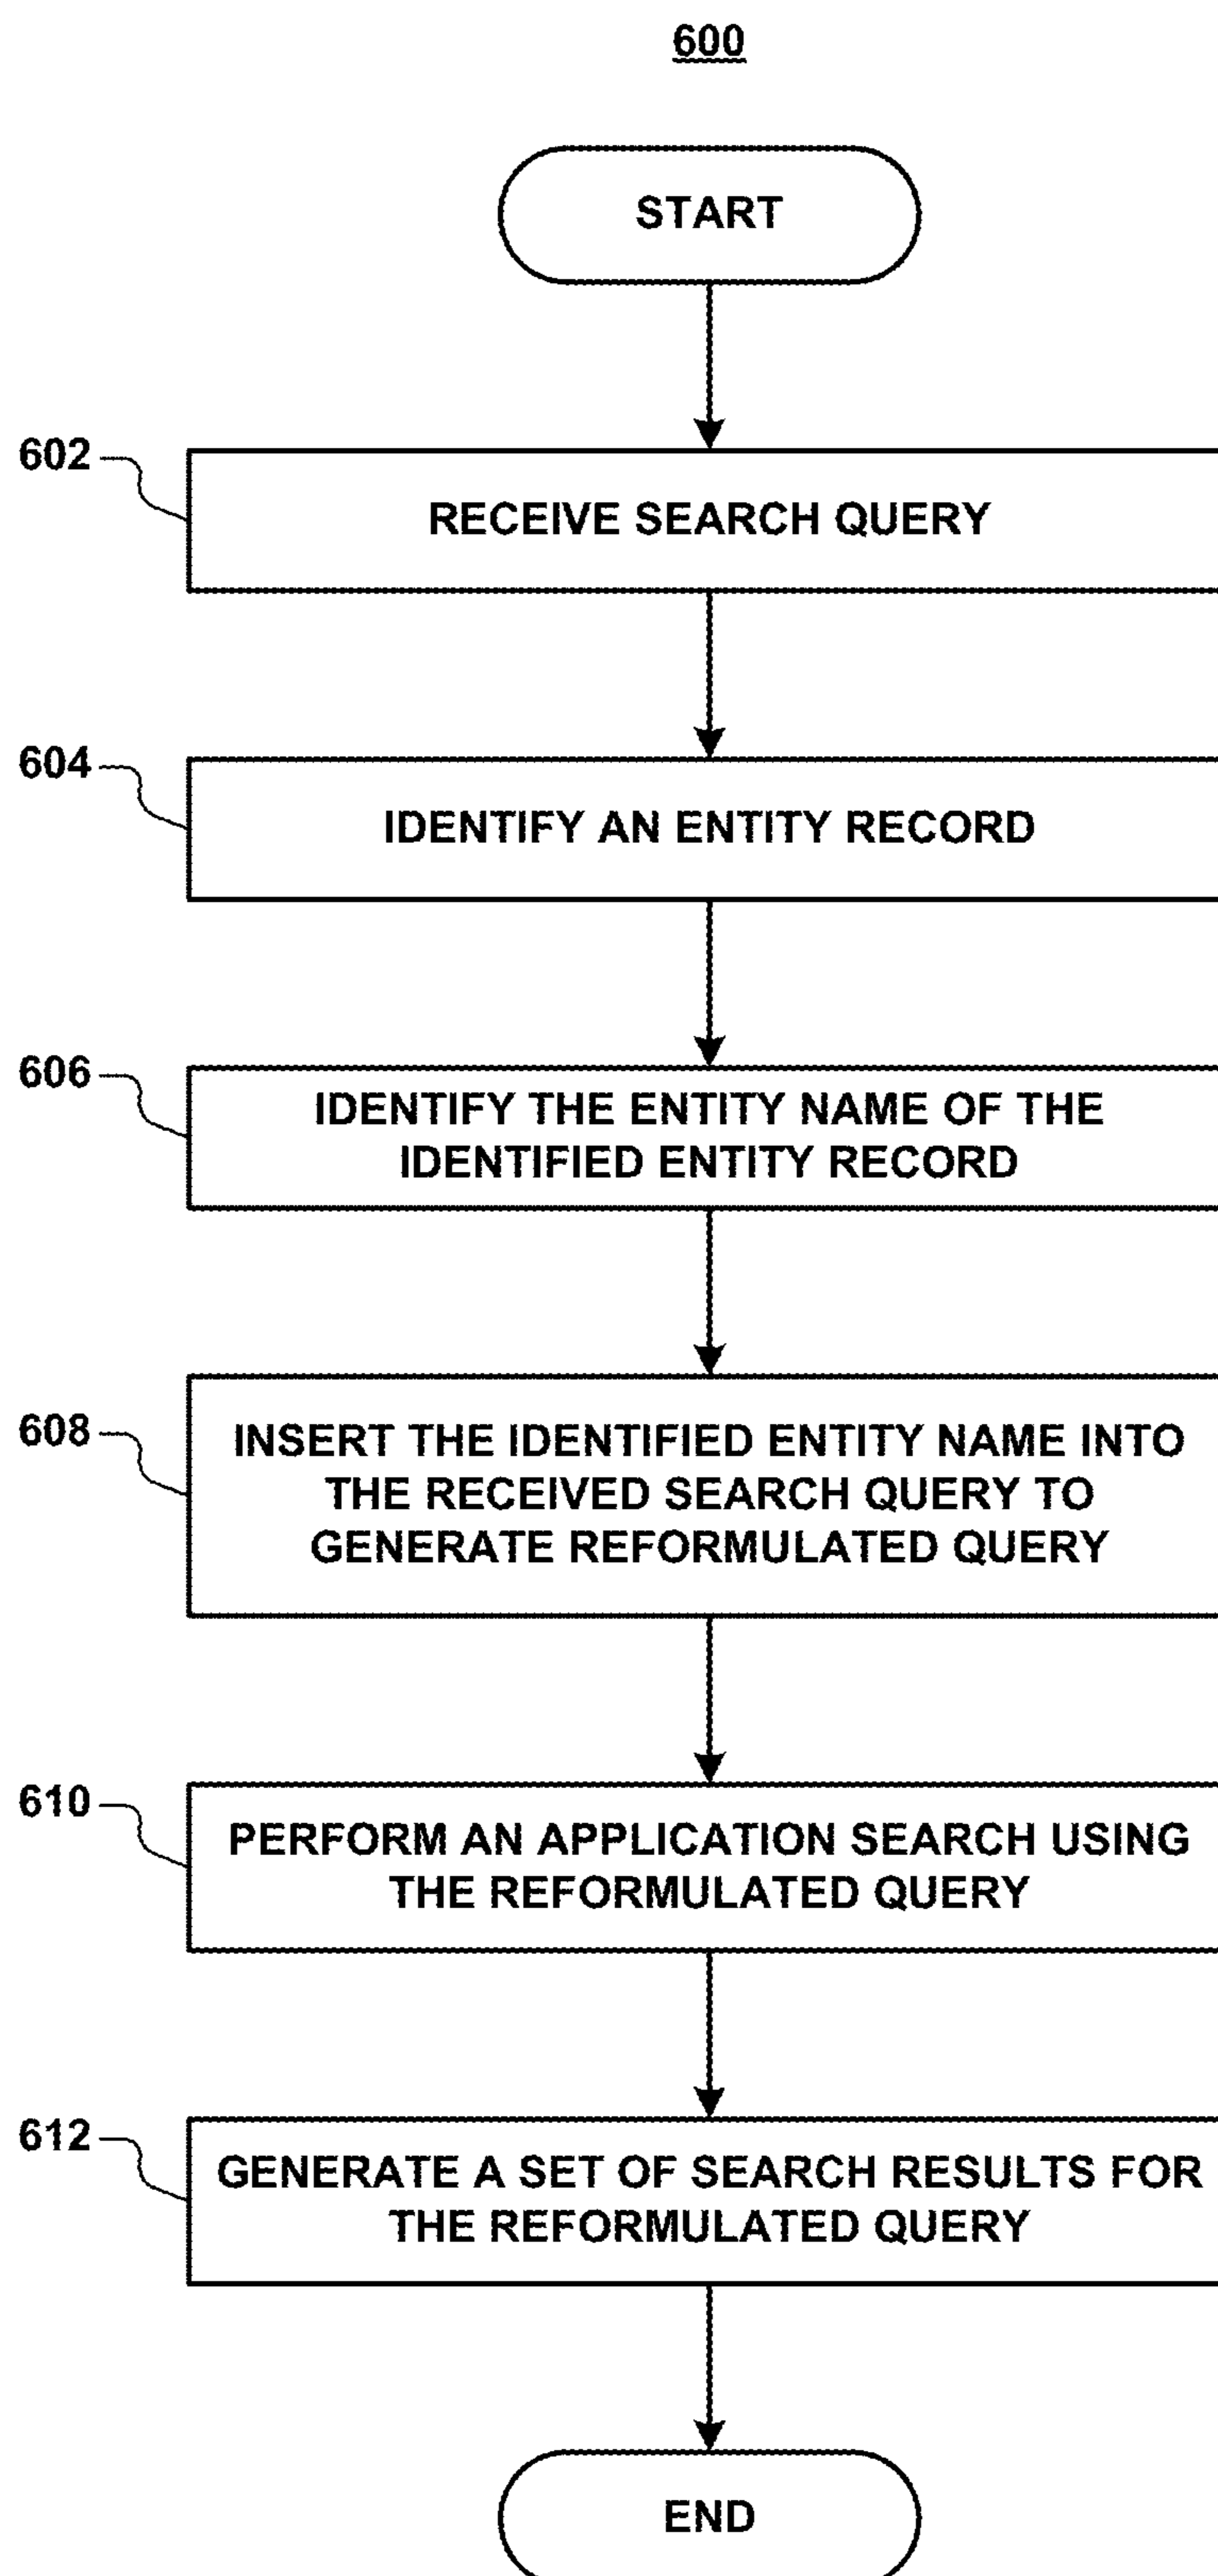 600
START
602
RECEIVE SEARCH QUERY
604
IDENTIFY AN ENTITY RECORD
606
IDENTIFY THE ENTITY NAME OF THE
IDENTIFIED ENTITY RECORD
608
INSERT THE IDENTIFIED ENTITY NAME INTO
THE RECEIVED SEARCH QUERY TO
GENERATE REFORMULATED QUERY
610
PERFORM AN APPLICATION SEARCH USING
THE REFORMULATED QUERY
612
GENERATE A SET OF SEARCH RESULTS FOR
THE REFORMULATED QUERY
END